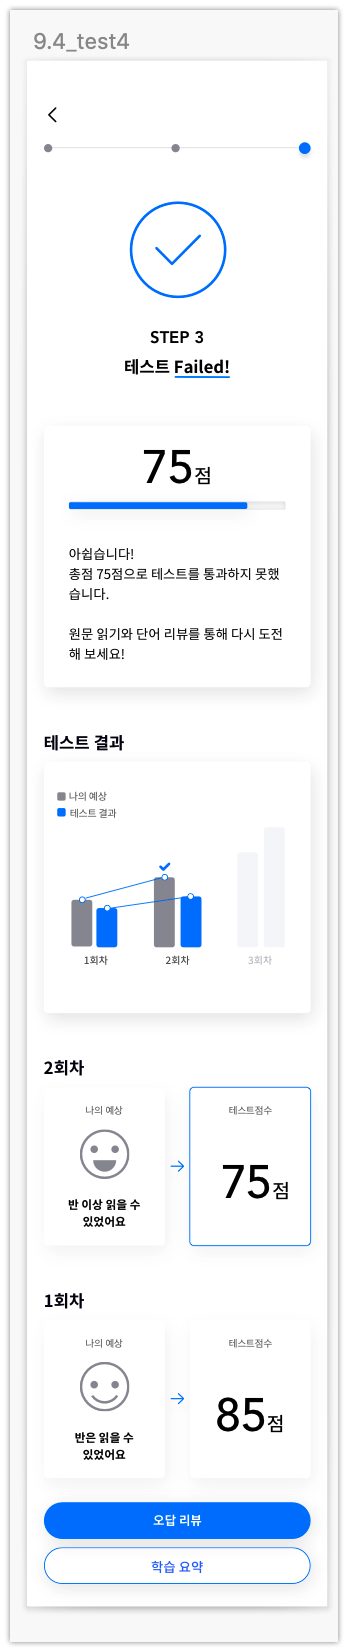 9.4_test4
STEP 3
테스트 Failed!
75점
아쉽습니다!
총점 75점으로 테스트를 통과하지 못했
습니다.
원문 읽기와 단어 리뷰를 통해 다시 도전
해 보세요!
테스트 결과
나의 예상
테스트 결과
1회차
2회차
3회차
2회차
나의 예상
반 이상 읽을 수
있었어요
테스트점수
75점
1회차
나의 예상
반은 읽을 수
있었어요
테스트점수
85점
오답 리뷰
학습 요약